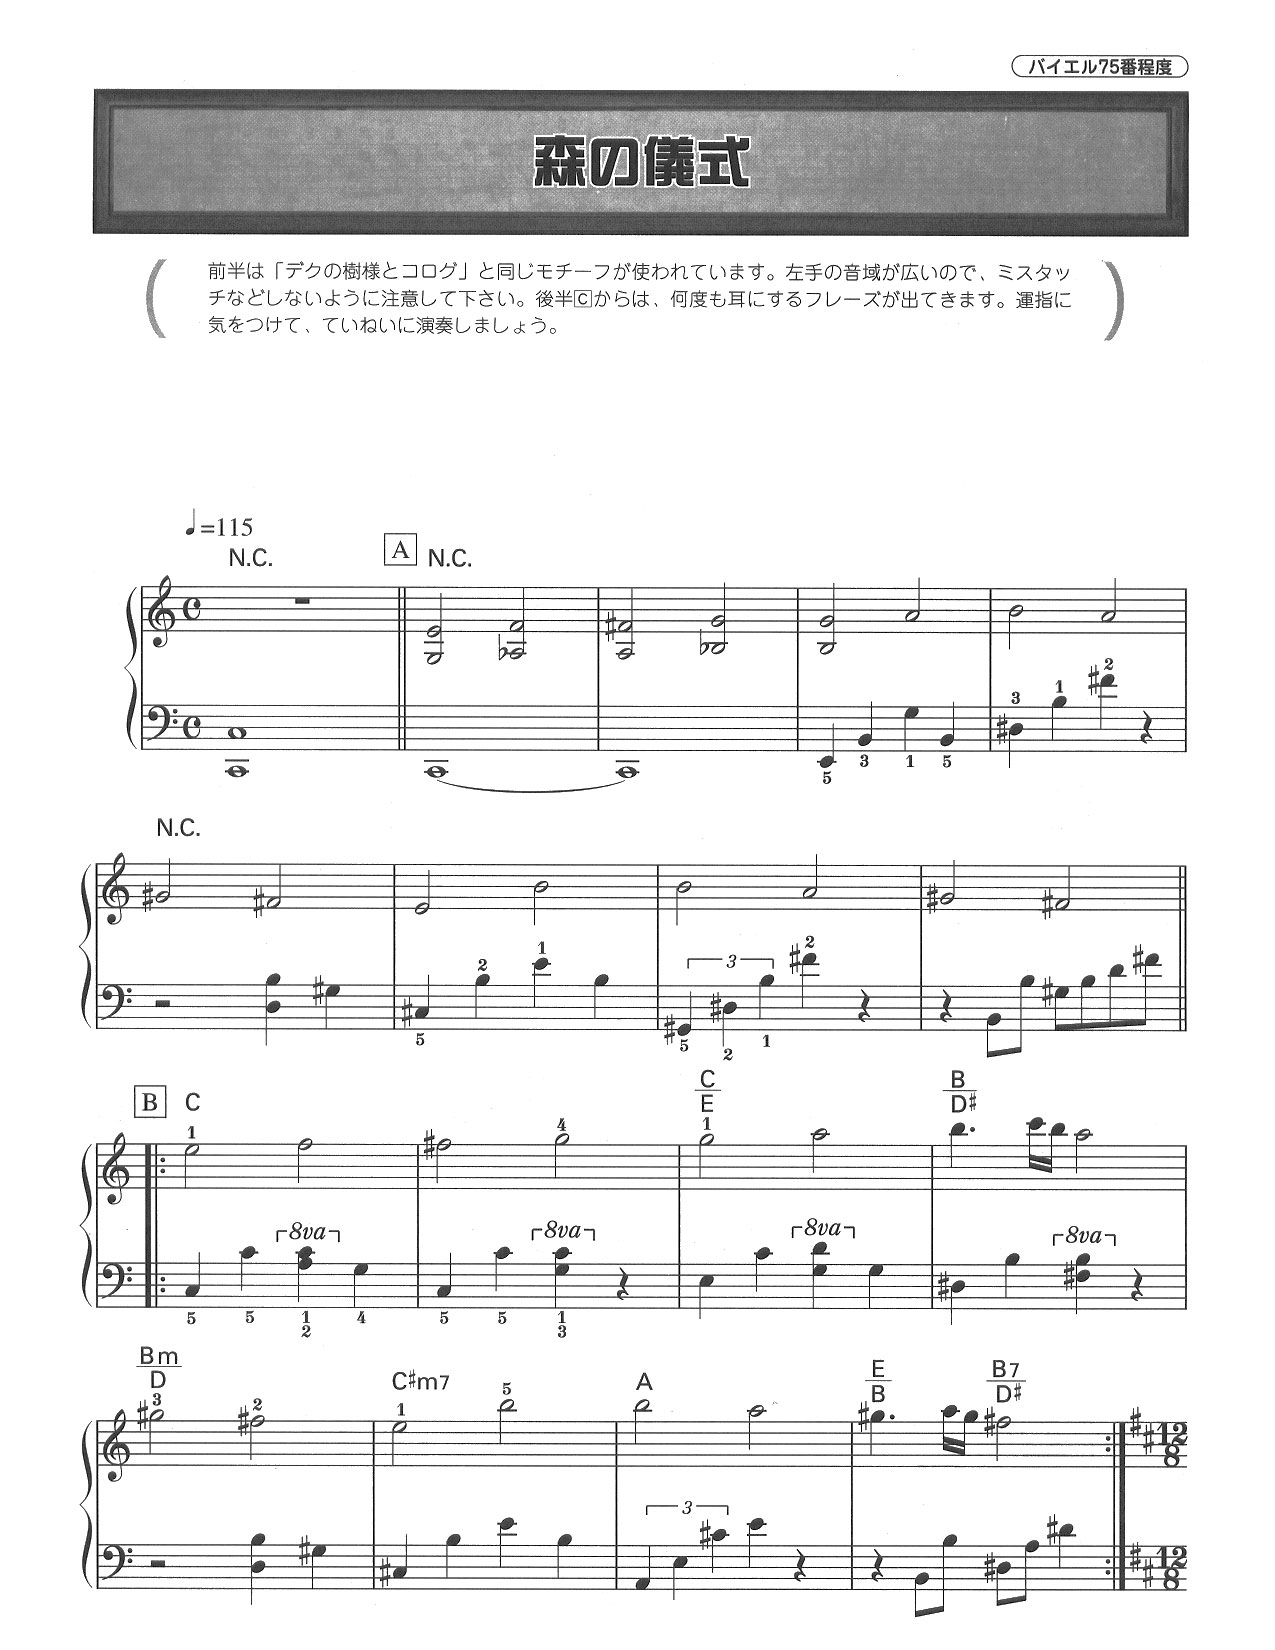 バイエル75番程度
森の儀式
前半は「デクの樹様とコログ」と同じモチーフが使われています。左手の音域が広いので、ミスタッ
チなどしないように注意して下さい。後半Cからは、何度も耳にするフレーズが出てきます。運指に
気をつけて、ていねいに演奏しましょう。
♩=115
N.C. A N.C.
2
3 1
5 3 1 5
N.C.
2 1 3 2
5 5 2 1
B C C/E B/D♯
1 4 1
8va 8va 8va 8va
5 5 1 4 5 5 1
2 3
Bm/D C♯m7 A E/B B7/D♯
3 2 1 5
12/8
3
12/8